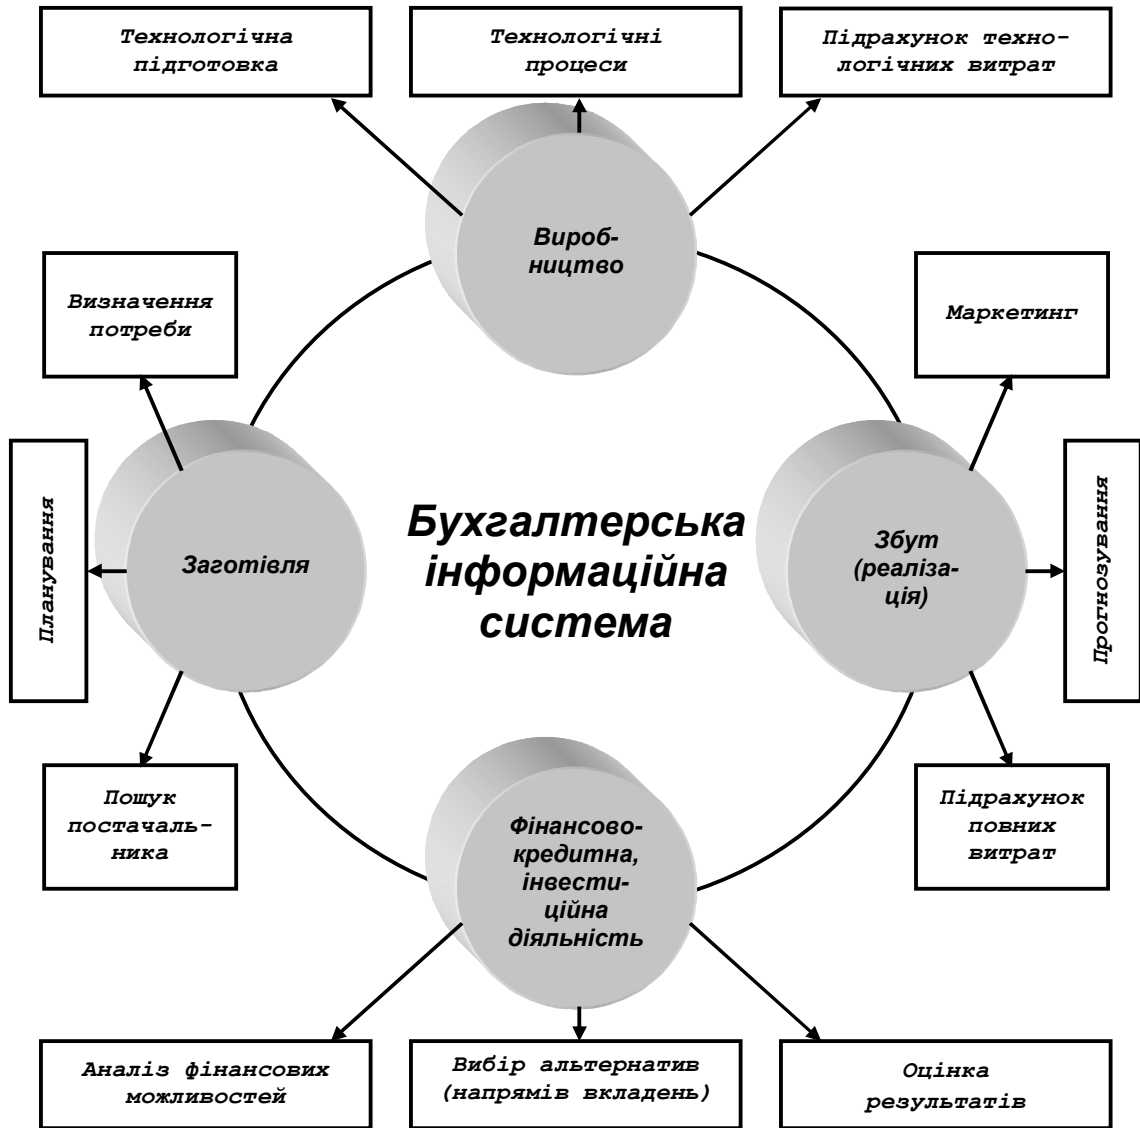 Технологічна
підготовка
Технологічні
процеси
Підрахунок техно-
логічних витрат
Вироб-
ництво
Визначення
потреби
Маркетинг
Планування
Заготівля
Бухгалтерська
інформаційна
система
Збут
(реаліза-
ція)
Прогнозування
Пошук
постачаль-
ника
Фінансово-
кредитна,
інвести-
ційна
діяльність
Підрахунок
повних
витрат
Аналіз фінансових
можливостей
Вибір альтернатив
(напрямів вкладень)
Оцінка
результатів